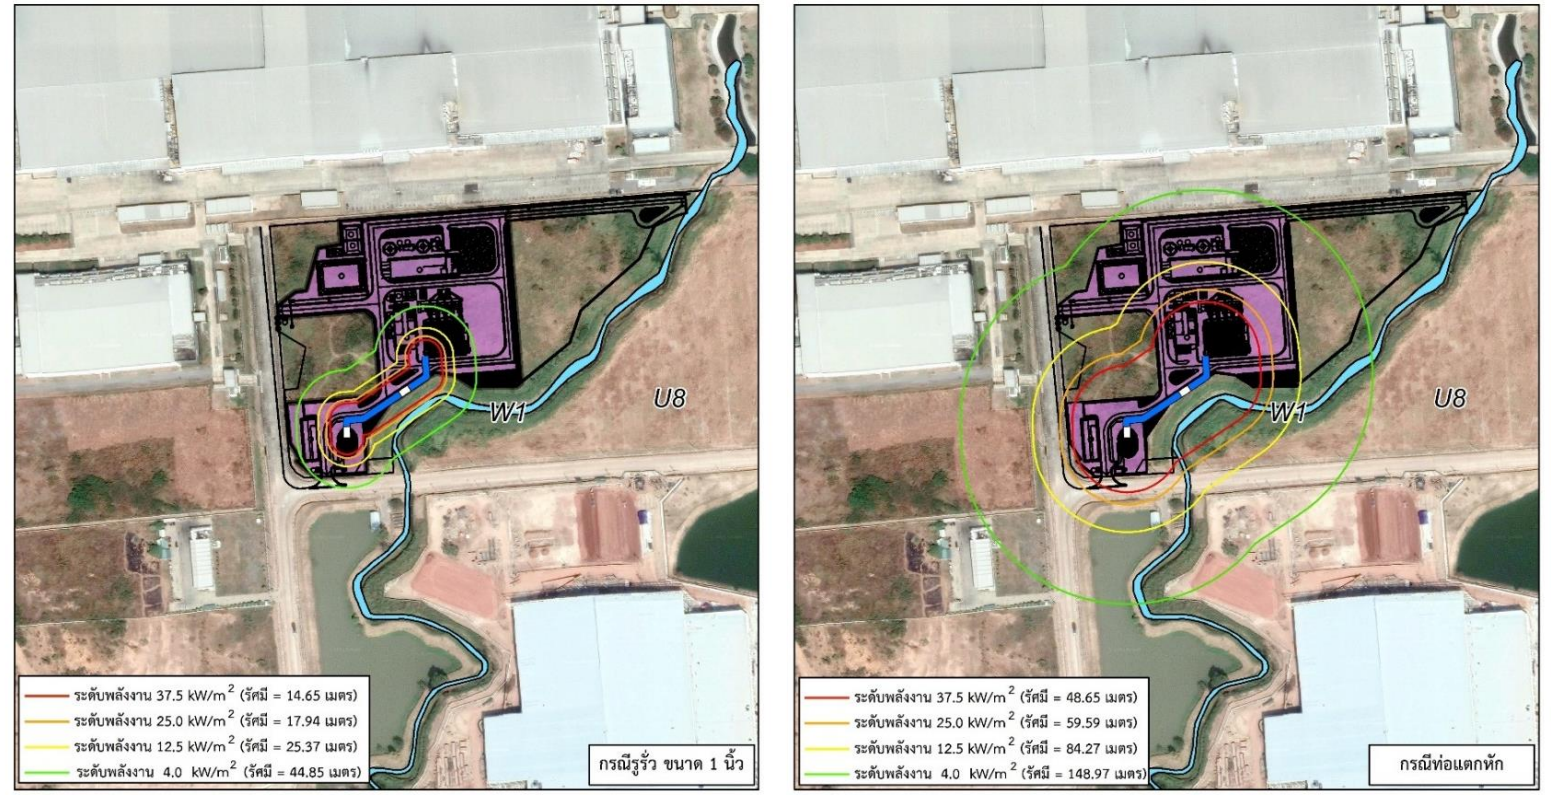 W1
U8
ระดับพลังงาน 37.5 kW/m² (รัศมี = 14.65 เมตร)
ระดับพลังงาน 25.0 kW/m² (รัศมี = 17.94 เมตร)
ระดับพลังงาน 12.5 kW/m² (รัศมี = 25.37 เมตร)
ระดับพลังงาน 4.0 kW/m² (รัศมี = 44.85 เมตร)
กรณีรูรั่ว ขนาด 1 นิ้ว
W1
U8
ระดับพลังงาน 37.5 kW/m² (รัศมี = 48.65 เมตร)
ระดับพลังงาน 25.0 kW/m² (รัศมี = 59.59 เมตร)
ระดับพลังงาน 12.5 kW/m² (รัศมี = 84.27 เมตร)
ระดับพลังงาน 4.0 kW/m² (รัศมี = 148.97 เมตร)
กรณีท่อแตกหัก